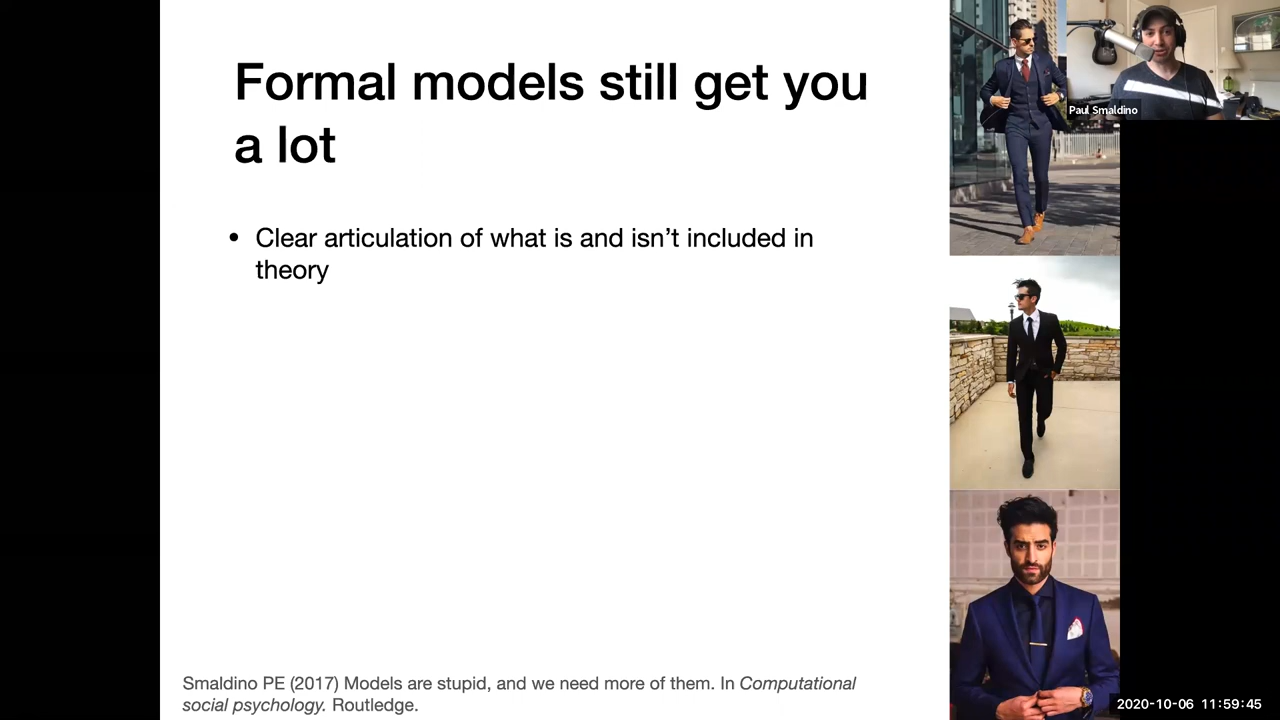 Formal models still get you
a lot
• Clear articulation of what is and isn’t included in
theory
Smaldino PE (2017) Models are stupid, and we need more of them. In Computational
social psychology. Routledge.
Paul Smaldino
2020-10-06 11:59:45